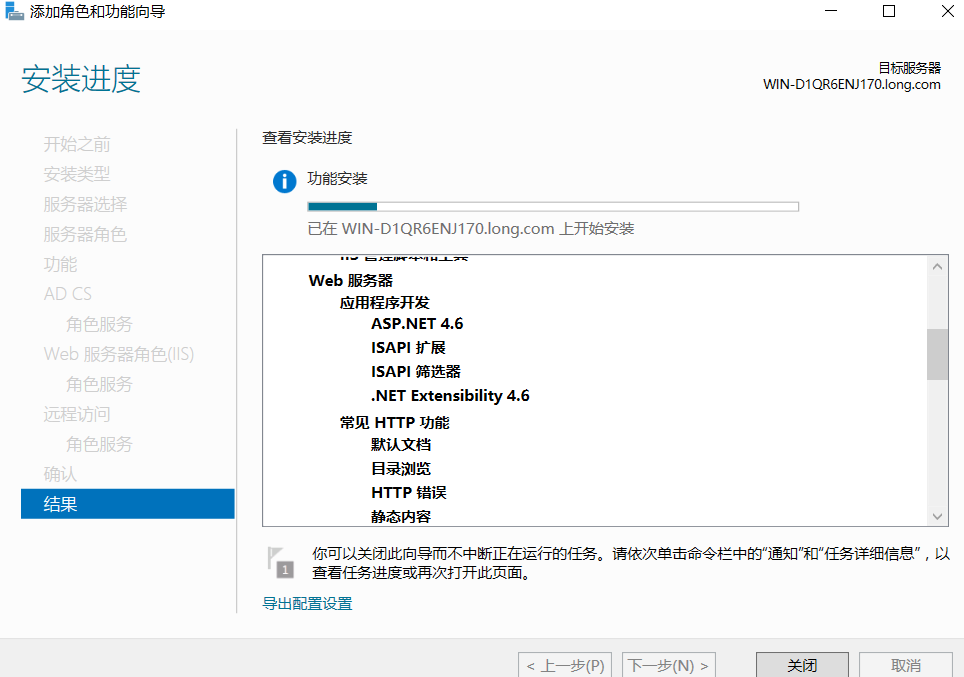 添加角色和功能向导
安装进度
目标服务器
WIN-D1QR6ENJ170.long.com
开始之前
安装类型
服务器选择
服务器角色
功能
AD CS
角色服务
Web 服务器角色(IIS)
角色服务
远程访问
角色服务
确认
结果
查看安装进度
功能安装
已在 WIN-D1QR6ENJ170.long.com 上开始安装
IIS 管理脚本和工具
Web 服务器
应用程序开发
ASP.NET 4.6
ISAPI 扩展
ISAPI 筛选器
.NET Extensibility 4.6
常见 HTTP 功能
默认文档
目录浏览
HTTP 错误
静态内容
1
你可以关闭此向导而不中断正在运行的任务。请依次单击命令栏中的“通知”和“任务详细信息”，以
查看任务进度或再次打开此页面。
导出配置设置
< 上一步(P)
下一步(N) >
关闭
取消